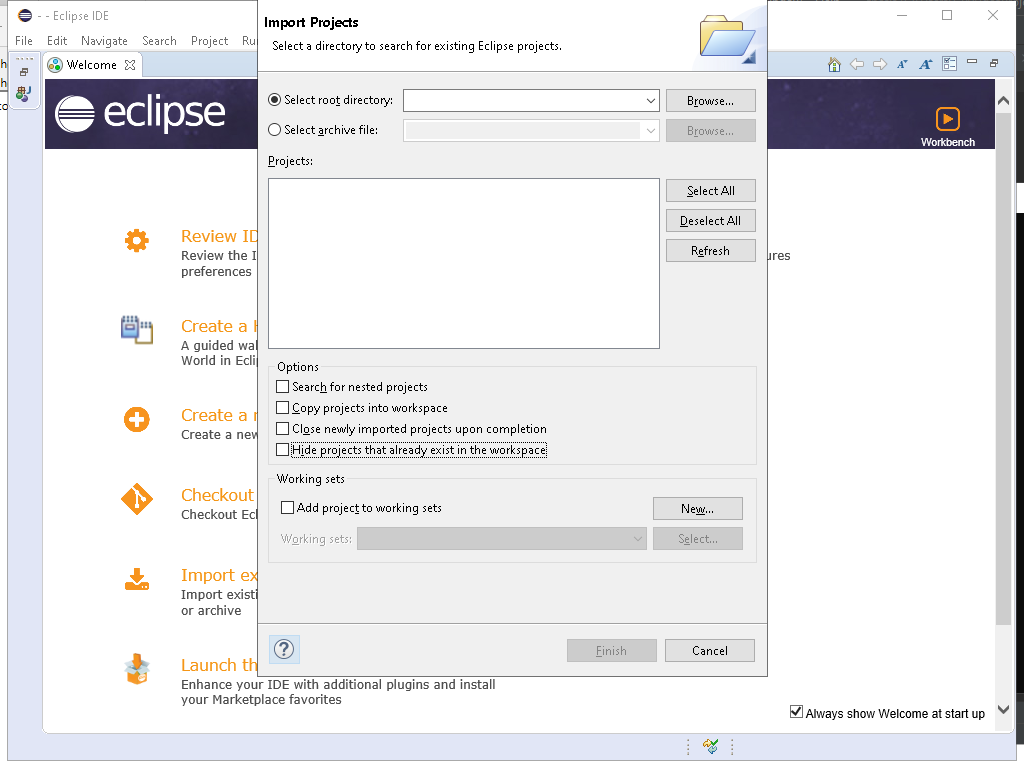 - - Eclipse IDE
File Edit Navigate Search Project Ru
Welcome
eclipse
Workbench
Review ID
Review the I
ures
preferences
Create a H
A guided wal
World in Ecli
Create a n
Create a new
Checkout
Checkout Ecl
Import ex
Import existi
or archive
Launch th
Enhance your IDE with additional plugins and install
your Marketplace favorites
Always show Welcome at start up
Import Projects
Select a directory to search for existing Eclipse projects.
Select root directory:
Browse...
Select archive file:
Browse...
Projects:
Select All
Deselect All
Refresh
Options
Search for nested projects
Copy projects into workspace
Close newly imported projects upon completion
Hide projects that already exist in the workspace
Working sets
Add project to working sets
New...
Working sets:
Select...
?
Finish
Cancel